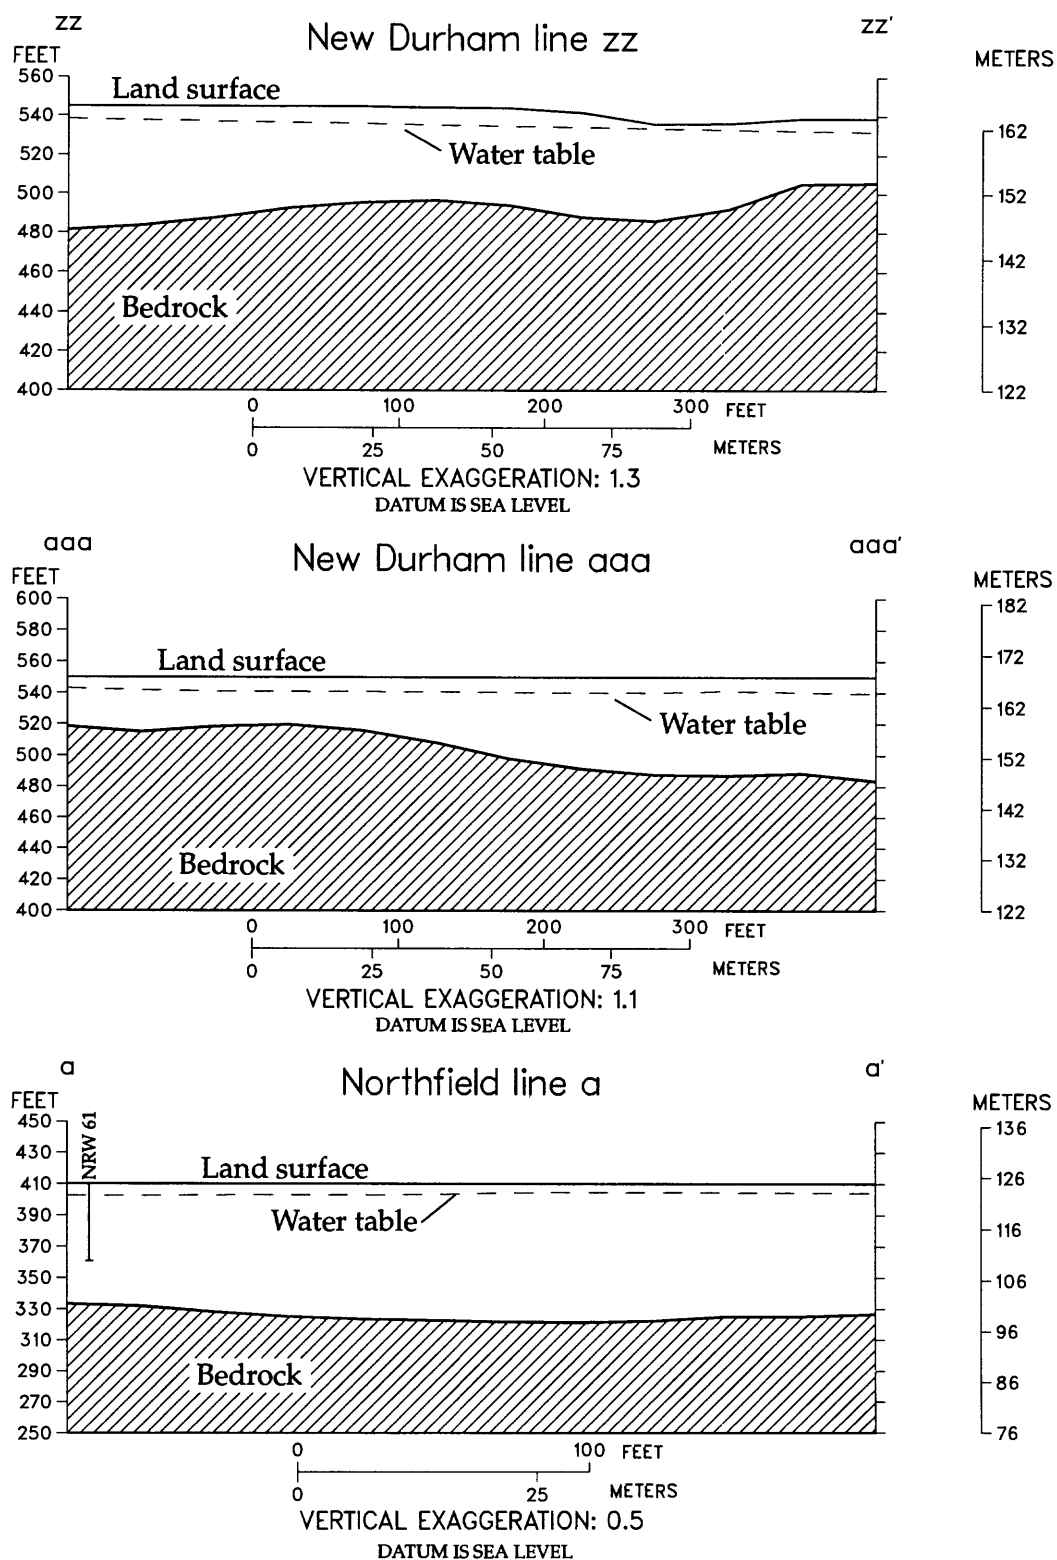 zz
New Durham line zz
zz'
FEET
METERS
560
540
520
500
480
460
440
420
400
Land surface
Water table
Bedrock
162
152
142
132
122
0 100 200 300 FEET
0 25 50 75 METERS
VERTICAL EXAGGERATION: 1.3
DATUM IS SEA LEVEL
aaa
New Durham line aaa
aaa'
FEET
METERS
600
580
560
540
520
500
480
460
440
420
400
Land surface
Water table
Bedrock
182
172
162
152
142
132
122
0 100 200 300 FEET
0 25 50 75 METERS
VERTICAL EXAGGERATION: 1.1
DATUM IS SEA LEVEL
a
Northfield line a
a'
FEET
METERS
450
430
410
390
370
350
330
310
290
270
250
NRW 61
Land surface
Water table
Bedrock
136
126
116
106
96
86
76
0 100 FEET
0 25 METERS
VERTICAL EXAGGERATION: 0.5
DATUM IS SEA LEVEL